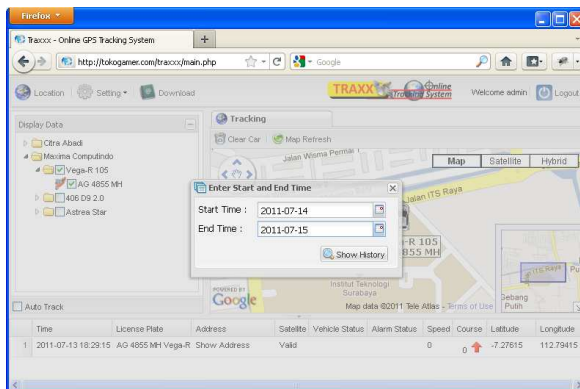 Firefox
Traxxx - Online GPS Tracking System
http://tokogamer.com/traxxx/main.php
Google
Location Setting Download
TRAXX Online Tracking System
Welcome admin Logout
Display Data
Tracking
Citra Abadi
Clear Car Map Refresh
Maxima Computindo
Jalan Wisma Permai
Map Satellite Hybrid
Vega-R 105
AG 4855 MH
406 D9 2.0
Astrea Star
Enter Start and End Time
Start Time : 2011-07-14
End Time : 2011-07-15
Show History
Jalan ITS Raya
-R 105
855 MH
Institut Teknologi
Surabaya
POWERED BY
Google
Map data ©2011 Tele Atlas - Terms of Use
ITS Raya Pu
Gebang
Putih
Auto Track
Time License Plate Address Satellite Vehicle Status Alarm Status Speed Course Latitude Longitude
1 2011-07-13 18:29:15 AG 4855 MH Vega-R Show Address Valid 0 0 -7.27615 112.79415